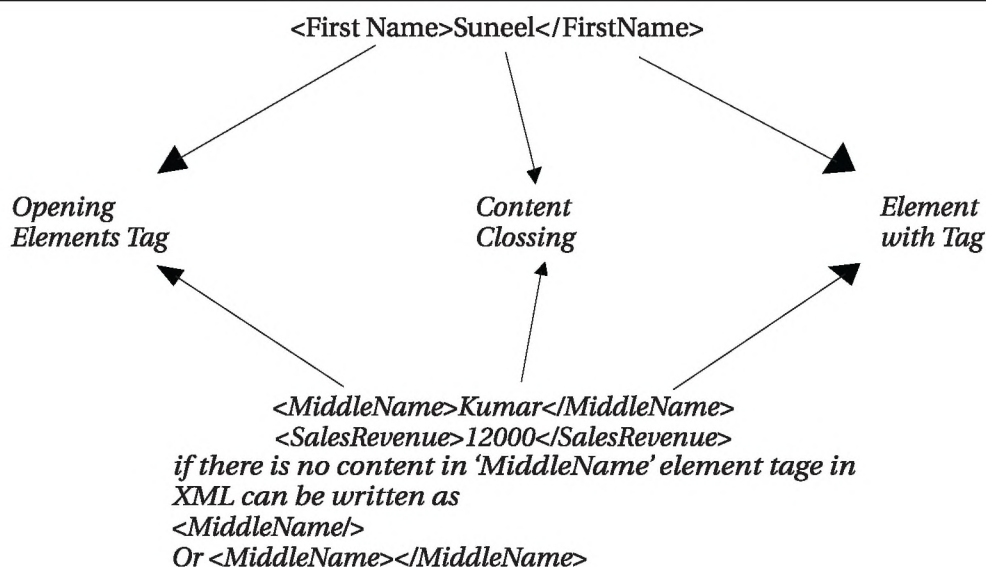 <First Name>Suneel</FirstName>
Opening
Elements Tag
Content
Clossing
Element
with Tag
<MiddleName>Kumar</MiddleName>
<SalesRevenue>12000</SalesRevenue>
if there is no content in ‘MiddleName’ element tage in
XML can be written as
<MiddleName/>
Or <MiddleName></MiddleName>